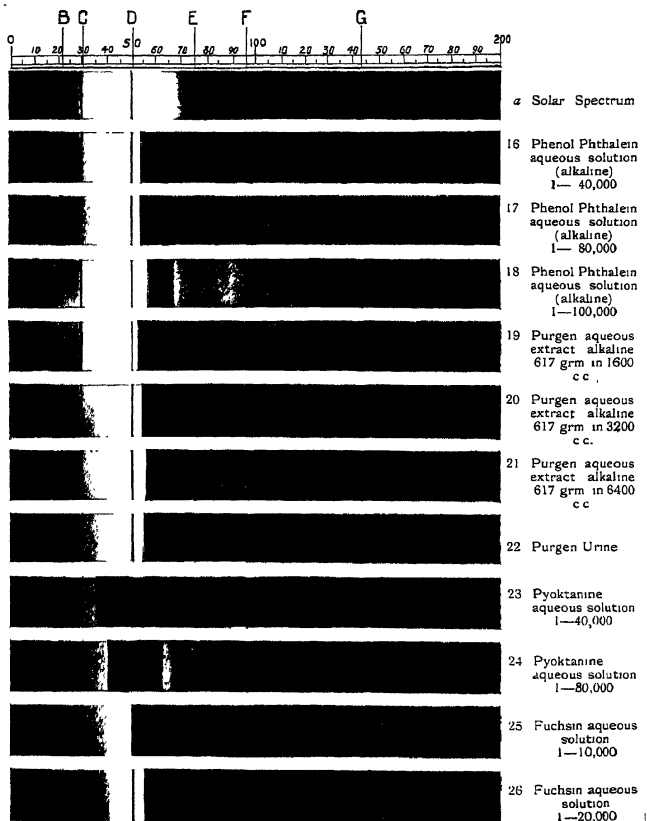 B C D E F G
0 10 20 30 40 50 60 70 80 90 100 10 20 30 40 50 60 70 80 90 200
a Solar Spectrum
16 Phenol Phthalein
aqueous solution
(alkaline)
1— 40,000
17 Phenol Phthalein
aqueous solution
(alkaline)
1— 80,000
18 Phenol Phthalein
aqueous solution
(alkaline)
1—100,000
19 Purgen aqueous
extract alkaline
617 grm in 1600
c c
20 Purgen aqueous
extract alkaline
617 grm in 3200
c c.
21 Purgen aqueous
extract alkaline
617 grm in 6400
c c
22 Purgen Urine
23 Pyoktanine
aqueous solution
1—40,000
24 Pyoktanine
aqueous solution
1—80,000
25 Fuchsin aqueous
solution
1—10,000
26 Fuchsin aqueous
solution
1—20,000